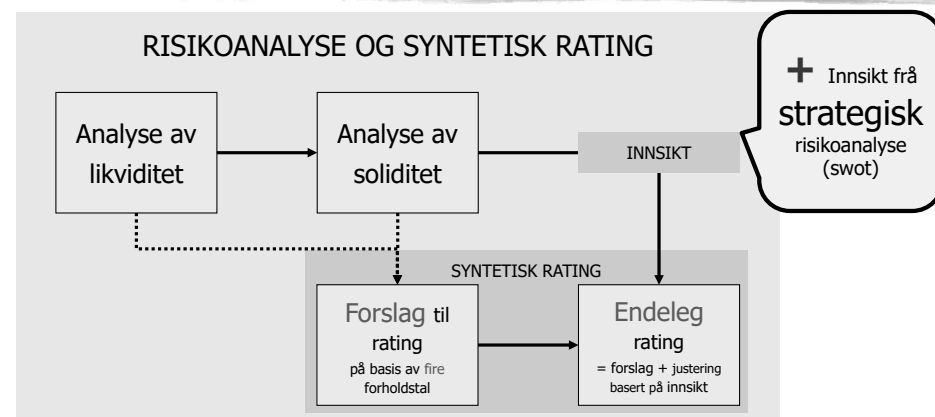 RISIKOANALYSE OG SYNTETISK RATING
+ Innsikt frå
strategisk
risikoanalyse
(swot)
Analyse av
likviditet
Analyse av
soliditet
INNSIKT
SYNTETISK RATING
Forslag til
rating
på basis av fire
forholdstal
Endeleg
rating
= forslag + justering
basert på innsikt